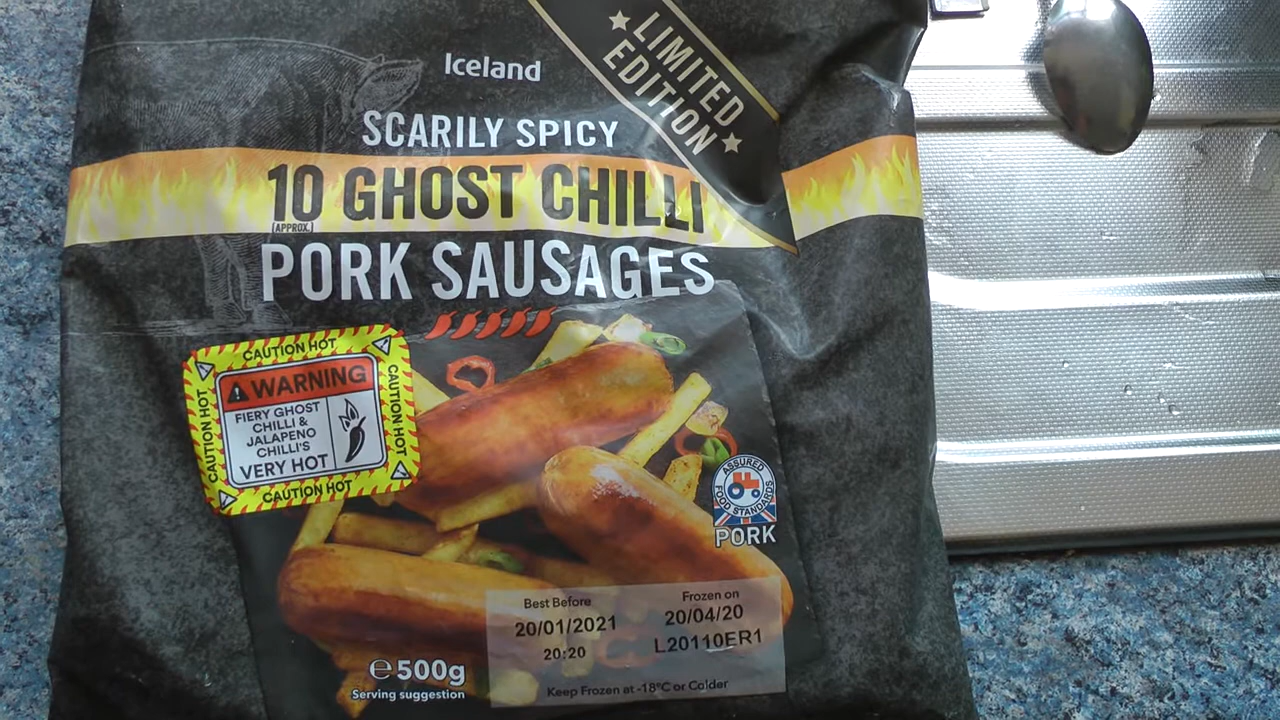 Iceland
LIMITED
EDITION
SCARILY SPICY
10 GHOST CHILLI
(APPROX.)
PORK SAUSAGES
CAUTION HOT
CAUTION HOT
CAUTION HOT
WARNING
FIERY GHOST
CHILLI &
JALAPENO
CHILLI'S
VERY HOT
CAUTION HOT
ASSURED
FOOD STANDARDS
PORK
Best Before
20/01/2021
20:20
Frozen on
20/04/20
L20110ER1
Keep Frozen at -18°C or Colder
℮ 500g
Serving suggestion